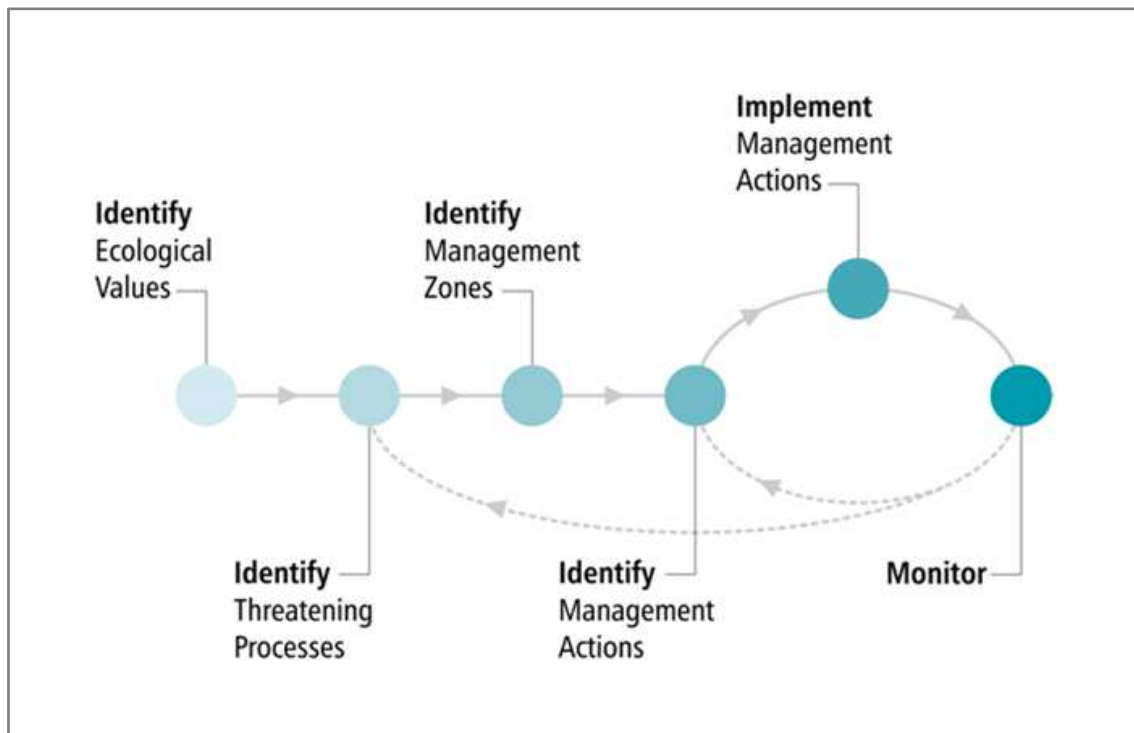 Identify
Ecological
Values
Identify
Threatening
Processes
Identify
Management
Zones
Identify
Management
Actions
Implement
Management
Actions
Monitor